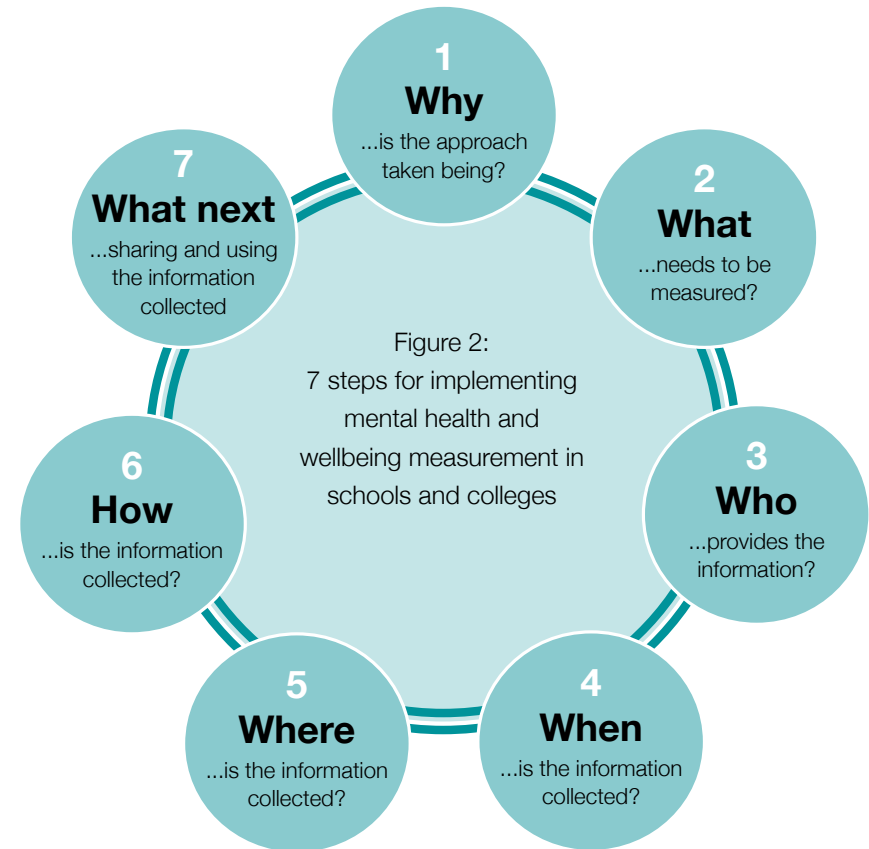 1
Why
...is the approach
taken being?
2
What
...needs to be
measured?
3
Who
...provides the
information?
4
When
...is the information
collected?
5
Where
...is the information
collected?
6
How
...is the information
collected?
7
What next
...sharing and using
the information
collected
Figure 2:
7 steps for implementing
mental health and
wellbeing measurement in
schools and colleges